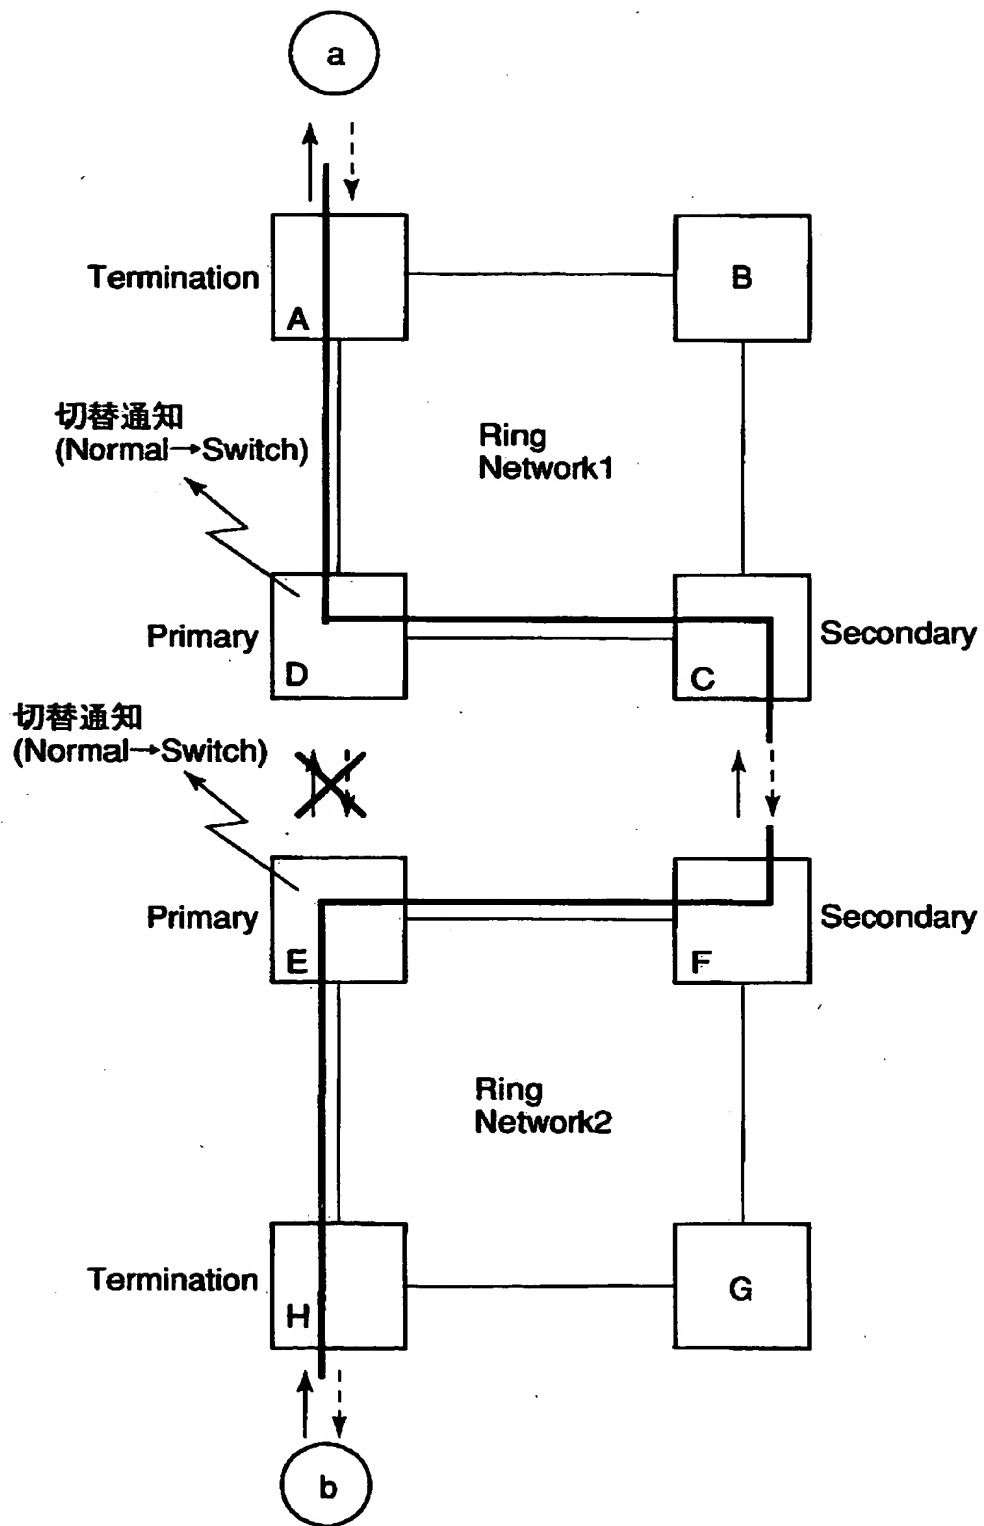 a
Termination
A
B
切替通知
(Normal→Switch)
Ring
Network1
Primary
D
C
Secondary
切替通知
(Normal→Switch)
Primary
E
F
Secondary
Ring
Network2
Termination
H
G
b